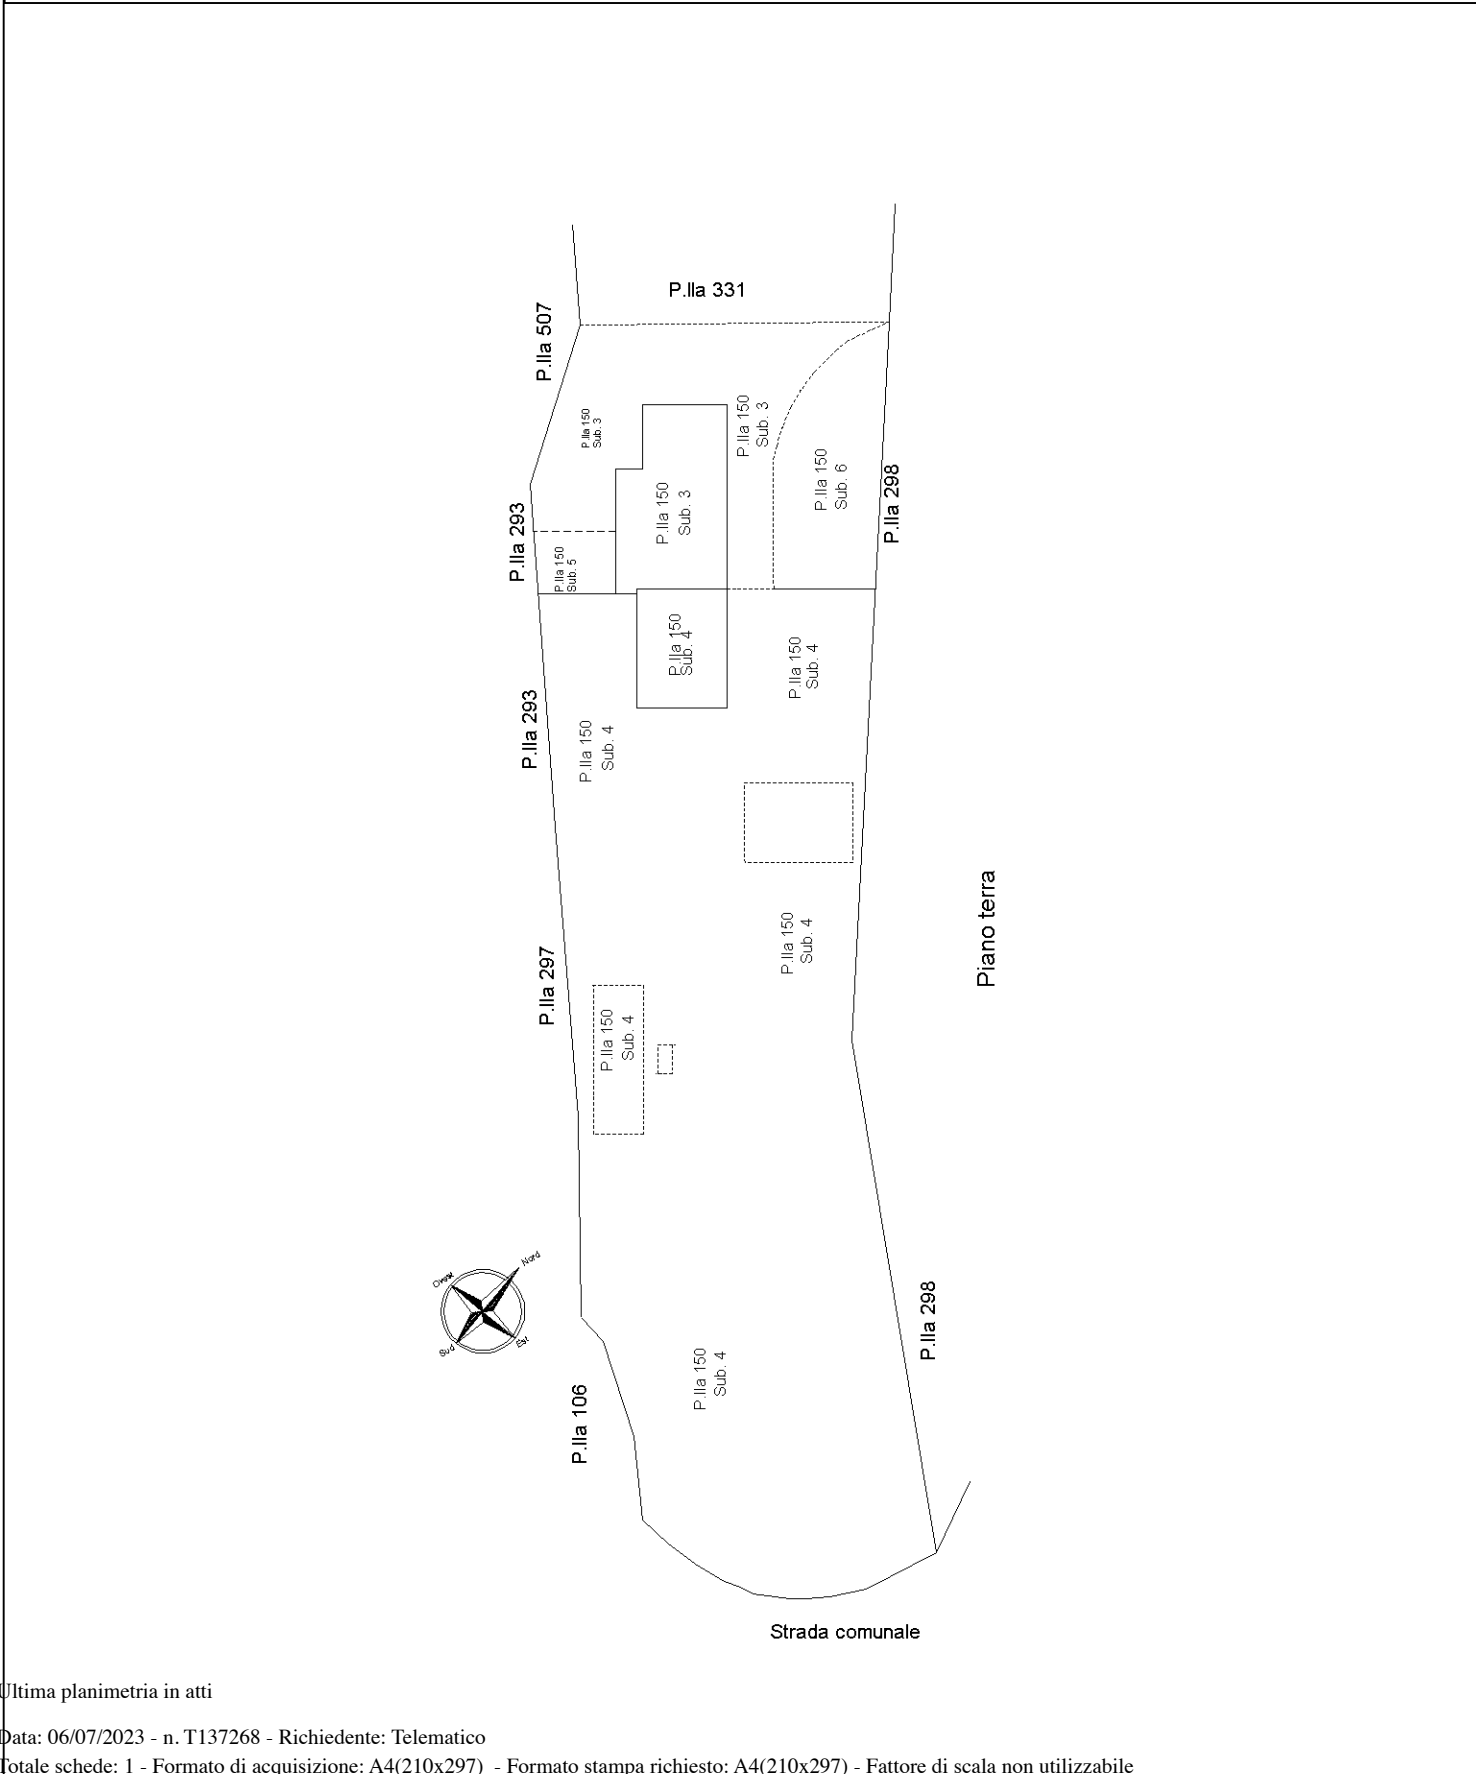 P.lla 331
P.lla 507
P.lla 150
Sub. 3
P.lla 150
Sub. 3
P.lla 150
Sub. 6
P.lla 298
P.lla 150
Sub. 3
P.lla 293
P.lla 150
Sub. 5
P.lla 150
Sub. 4
P.lla 150
Sub. 4
P.lla 293
P.lla 150
Sub. 4
Piano terra
P.lla 150
Sub. 4
P.lla 297
P.lla 150
Sub. 4
Nord
Ovest
Sud
Est
P.lla 298
P.lla 150
Sub. 4
P.lla 106
Strada comunale
Ultima planimetria in atti
Data: 06/07/2023 - n. T137268 - Richiedente: Telematico
Totale schede: 1 - Formato di acquisizione: A4(210x297) - Formato stampa richiesto: A4(210x297) - Fattore di scala non utilizzabile